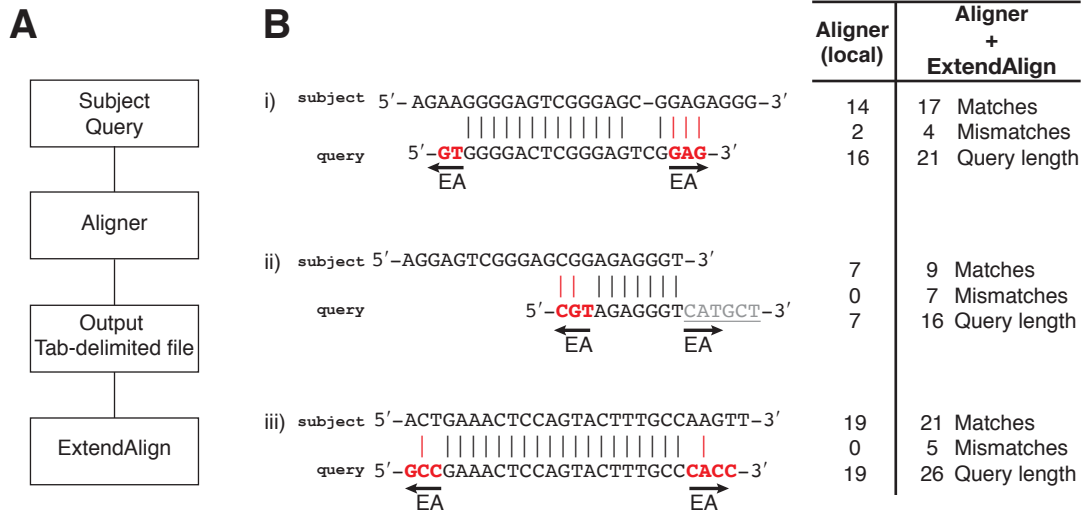 A
Subject
Query
Aligner
Output
Tab-delimited file
ExtendAlign
B
Aligner
(local)
Aligner
+
ExtendAlign
i) subject 5′–AGAAGGGGAGTCGGGAGC-GGAGAGGG–3′
query 5′–GTGGGGACTCGGGAGTCGGAG–3′
EA EA
14 17 Matches
2 4 Mismatches
16 21 Query length
ii) subject 5′–AGGAGTCGGGAGCGGAGAGGGT–3′
query 5′–CGTAGAGGGTCATGCT–3′
EA EA
7 9 Matches
0 7 Mismatches
7 16 Query length
iii) subject 5′–ACTGAAACTCCAGTACTTTGCCAAGTT–3′
query 5′–GCCGAAACTCCAGTACTTTGCCCACC–3′
EA EA
19 21 Matches
0 5 Mismatches
19 26 Query length